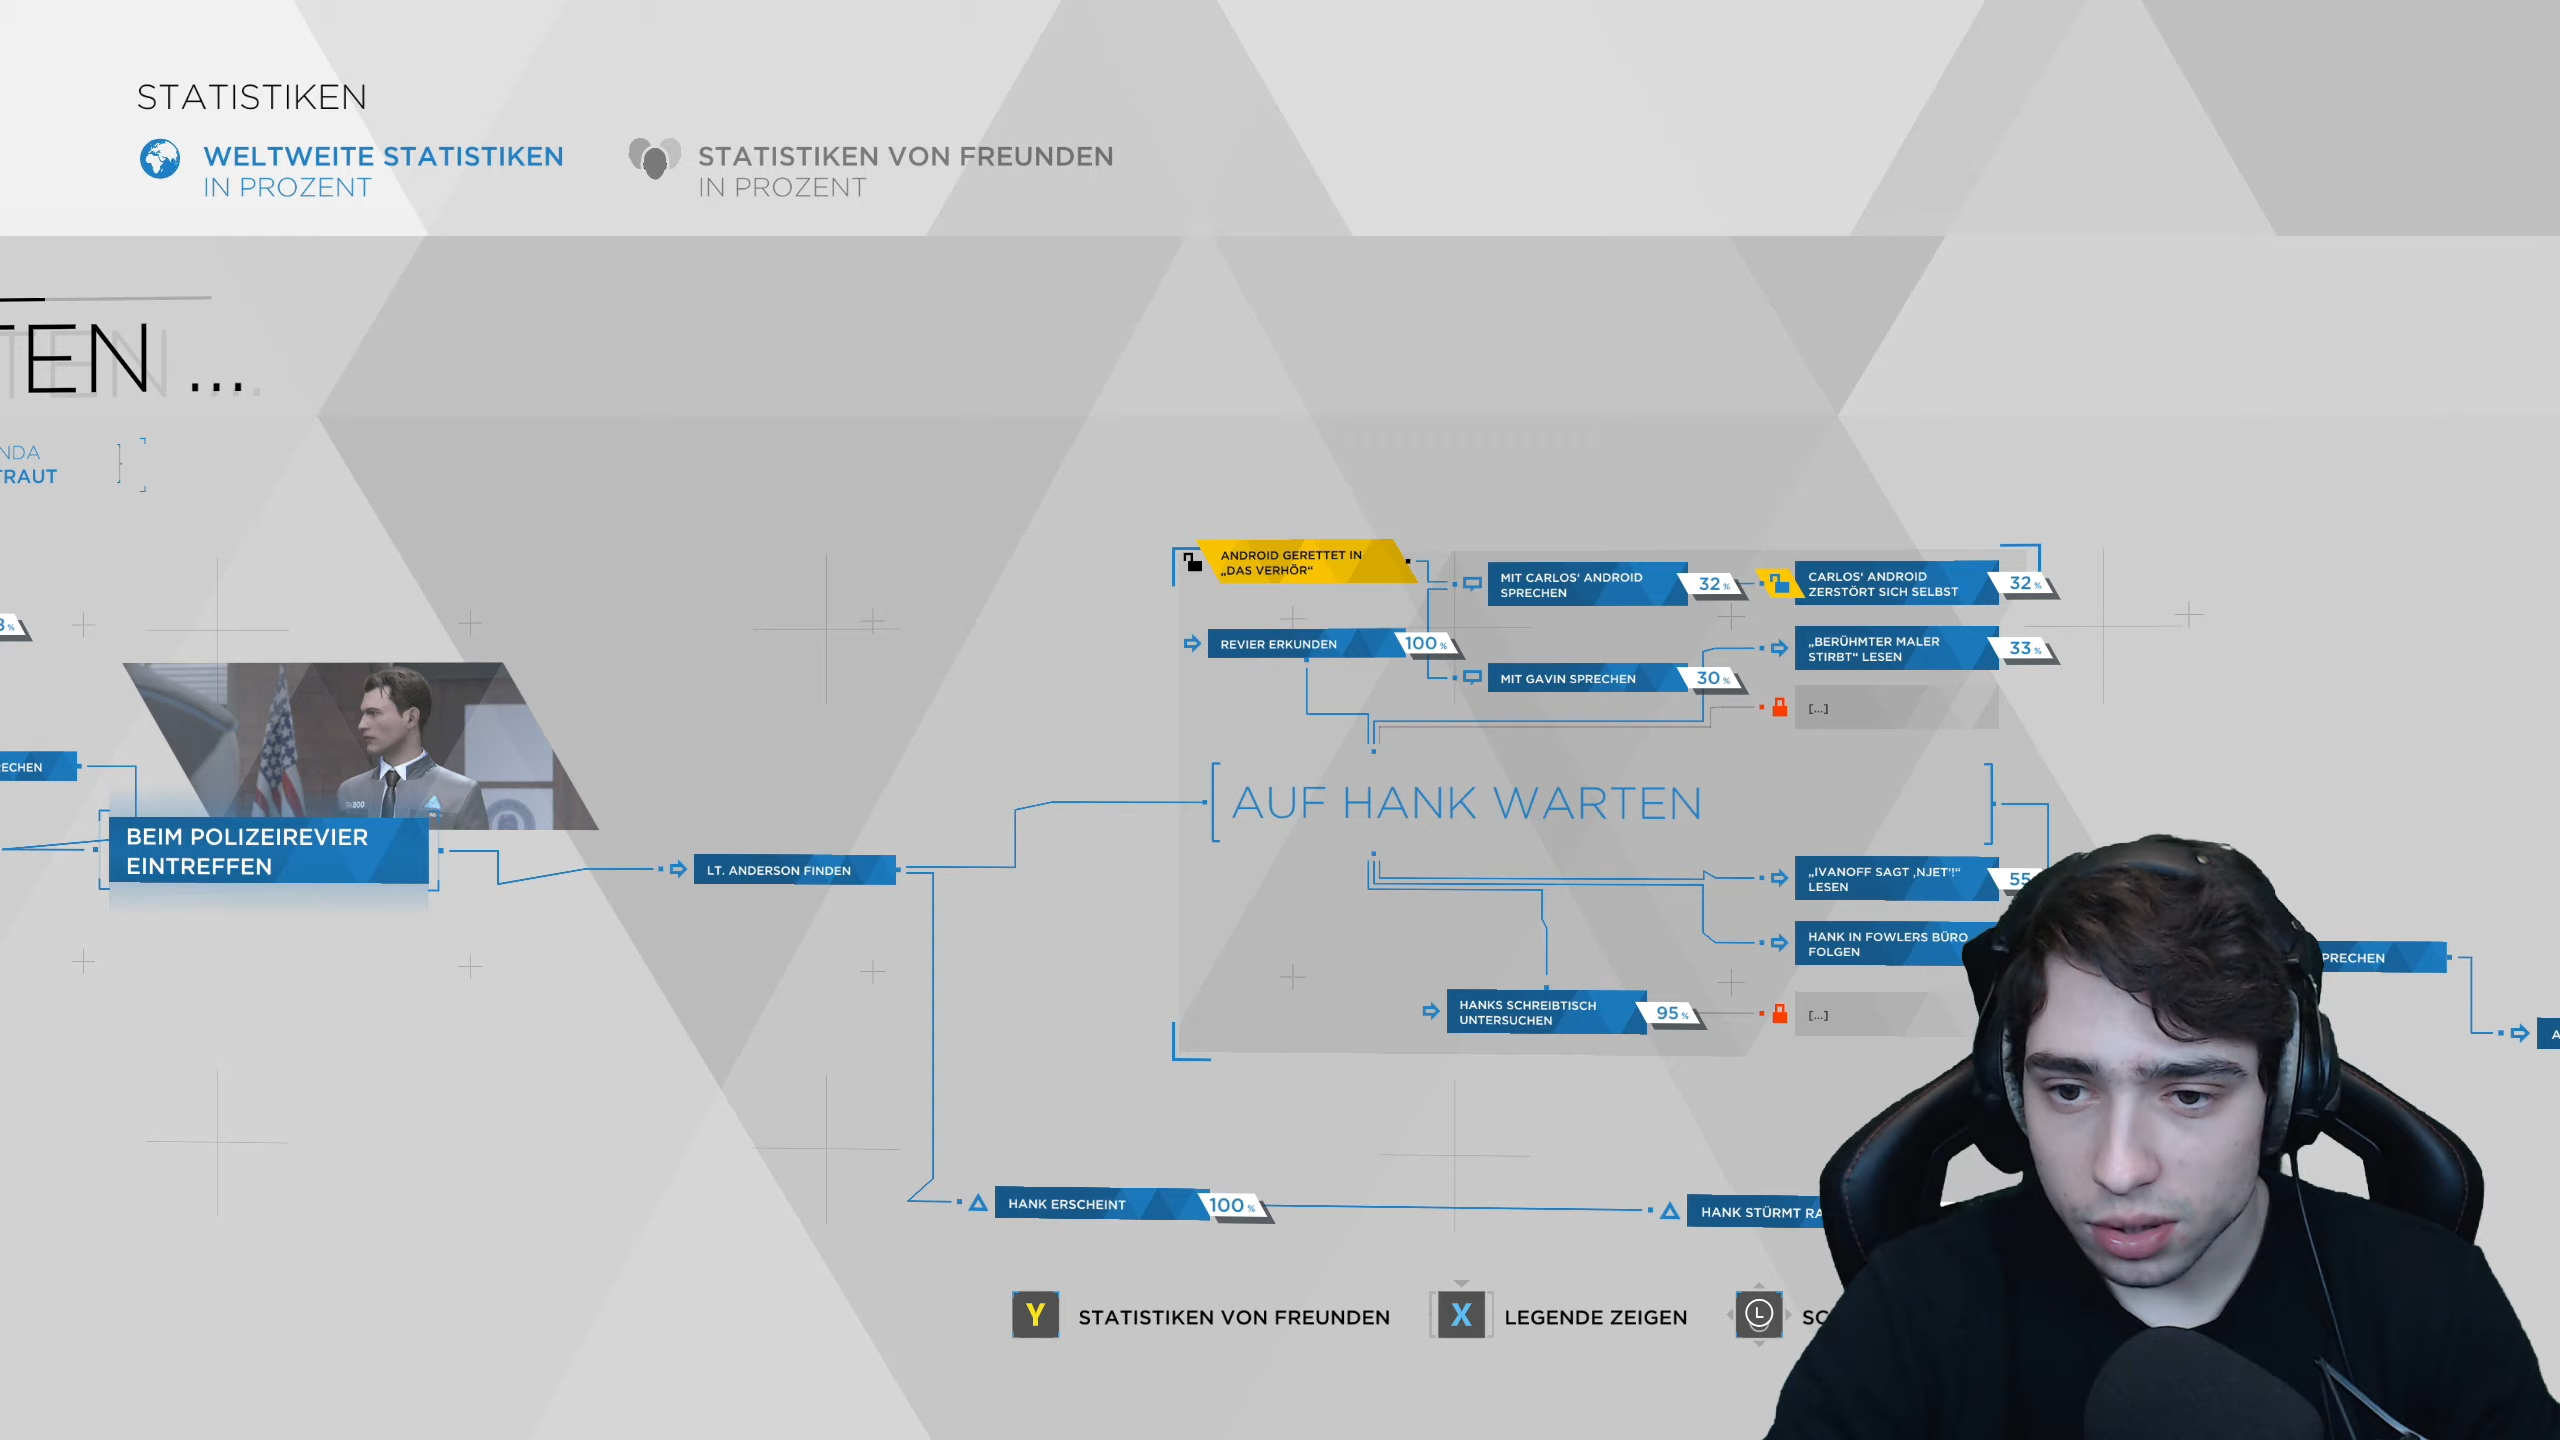 STATISTIKEN
WELTWEITE STATISTIKEN
IN PROZENT
STATISTIKEN VON FREUNDEN
IN PROZENT
TEN ...
NDA
TRAUT
ECHEN
BEIM POLIZEIREVIER
EINTREFFEN
LT. ANDERSON FINDEN
ANDROID GERETTET IN
„DAS VERHÖR“
REVIER ERKUNDEN
100 %
MIT CARLOS' ANDROID
SPRECHEN
32 %
CARLOS' ANDROID
ZERSTÖRT SICH SELBST
32 %
„BERÜHMTER MALER
STIRBT“ LESEN
33 %
MIT GAVIN SPRECHEN
30 %
[...]
AUF HANK WARTEN
„IVANOFF SAGT ‚NJET'!“
LESEN
55
HANK IN FOWLERS BÜRO
FOLGEN
PRECHEN
HANKS SCHREIBTISCH
UNTERSUCHEN
95 %
[...]
A
HANK ERSCHEINT
100 %
HANK STÜRMT RA
Y
STATISTIKEN VON FREUNDEN
X
LEGENDE ZEIGEN
L
SC